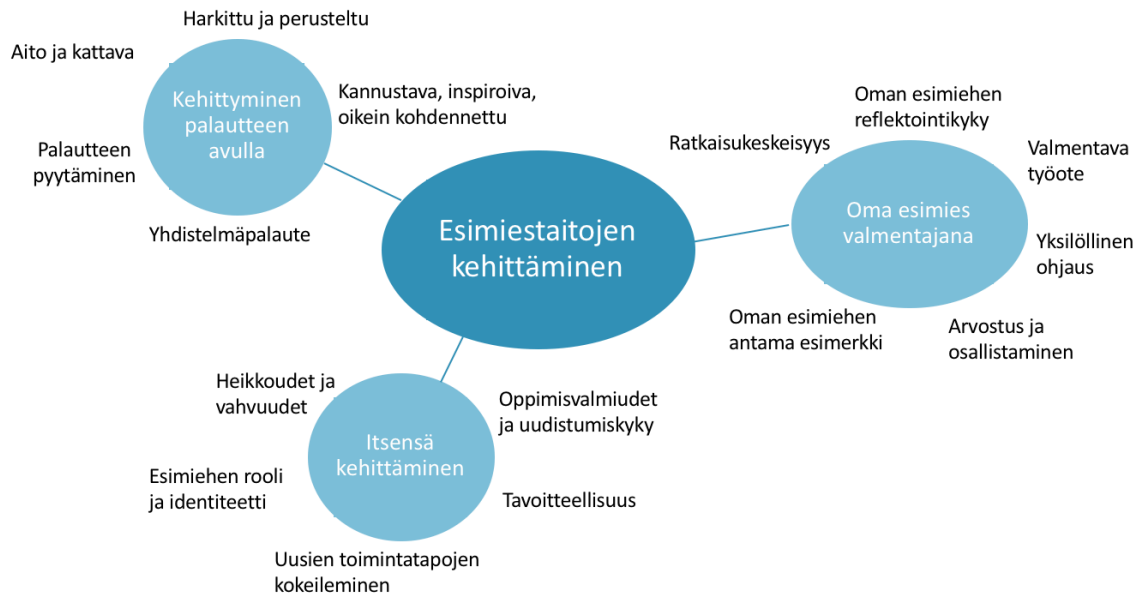 Harkittu ja perusteltu
Aito ja kattava
Kehittyminen
palautteen
avulla
Kannustava, inspiroiva,
oikein kohdennettu
Palautteen
pyytäminen
Yhdistelmäpalaute
Esimiestaitojen
kehittäminen
Oman esimiehen
reflektointikyky
Ratkaisukeskeisyys
Valmentava
työote
Oma esimies
valmentajana
Yksilöllinen
ohjaus
Oman esimiehen
antama esimerkki
Arvostus ja
osallistaminen
Heikkoudet ja
vahvuudet
Oppimisvalmiudet
ja uudistumiskyky
Itsensä
kehittäminen
Esimiehen rooli
ja identiteetti
Tavoitteellisuus
Uusien toimintatapojen
kokeileminen